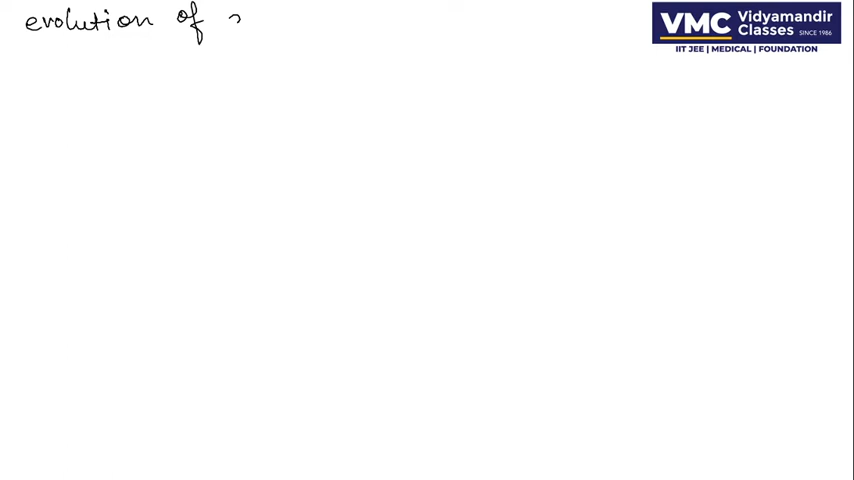 evolution of
VMC Vidyamandir Classes SINCE 1986
IIT JEE | MEDICAL | FOUNDATION